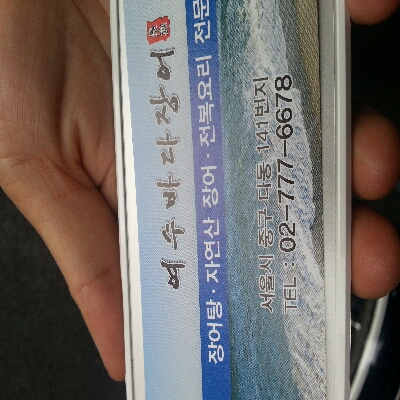 여수바다장어
장어탕 · 자연산 장어 · 전복요리 전문
서울시 중구 다동 141번지
TEL : 02-777-6678